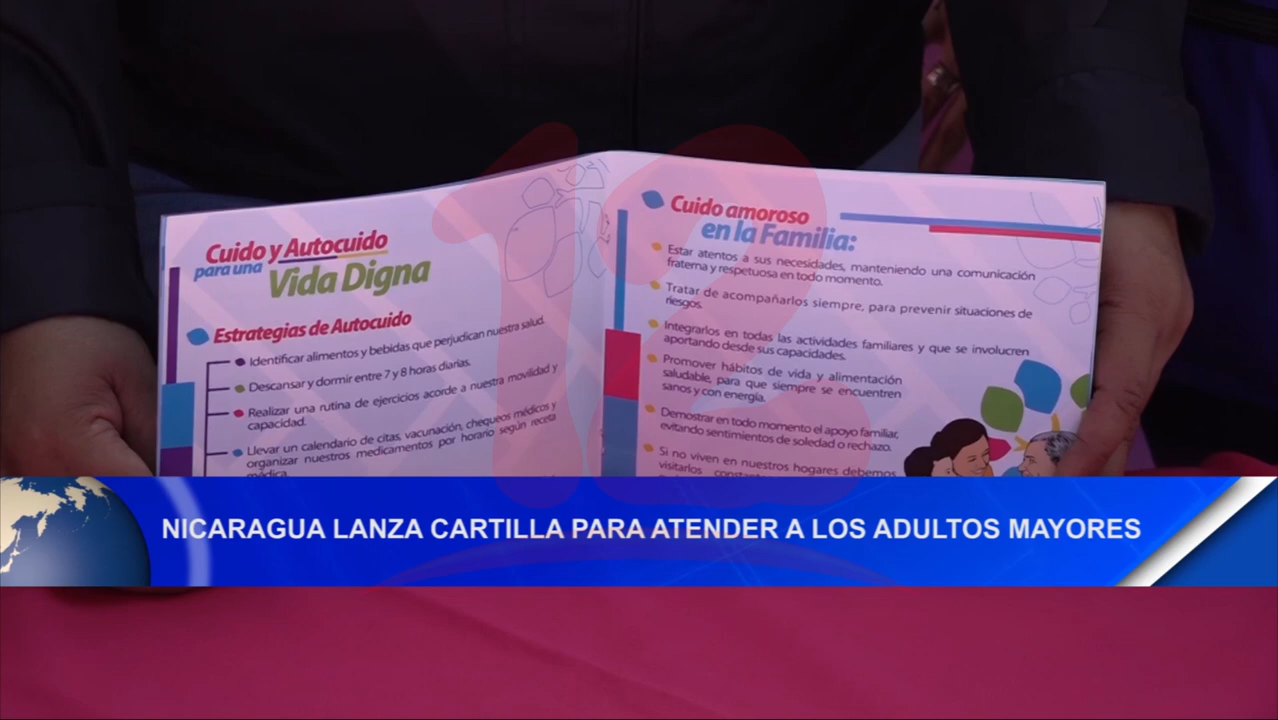 Cuido y Autocuido
para una Vida Digna
Estrategias de Autocuido
Identificar alimentos y bebidas que perjudican nuestra salud.
Descansar y dormir entre 7 y 8 horas diarias.
Realizar una rutina de ejercicios acorde a nuestra movilidad y
capacidad.
Llevar un calendario de citas, vacunación, chequeos médicos y
organizar nuestros medicamentos por horario según receta
médica.
Cuido amoroso
en la Familia:
Estar atentos a sus necesidades, manteniendo una comunicación
fraterna y respetuosa en todo momento.
Tratar de acompañarlos siempre, para prevenir situaciones de
riesgos.
Integrarlos en todas las actividades familiares y que se involucren
aportando desde sus capacidades.
Promover hábitos de vida y alimentación
saludable, para que siempre se encuentren
sanos y con energía.
Demostrar en todo momento el apoyo familiar,
evitando sentimientos de soledad o rechazo.
Si no viven en nuestros hogares debemos
visitarlos
12
NICARAGUA LANZA CARTILLA PARA ATENDER A LOS ADULTOS MAYORES